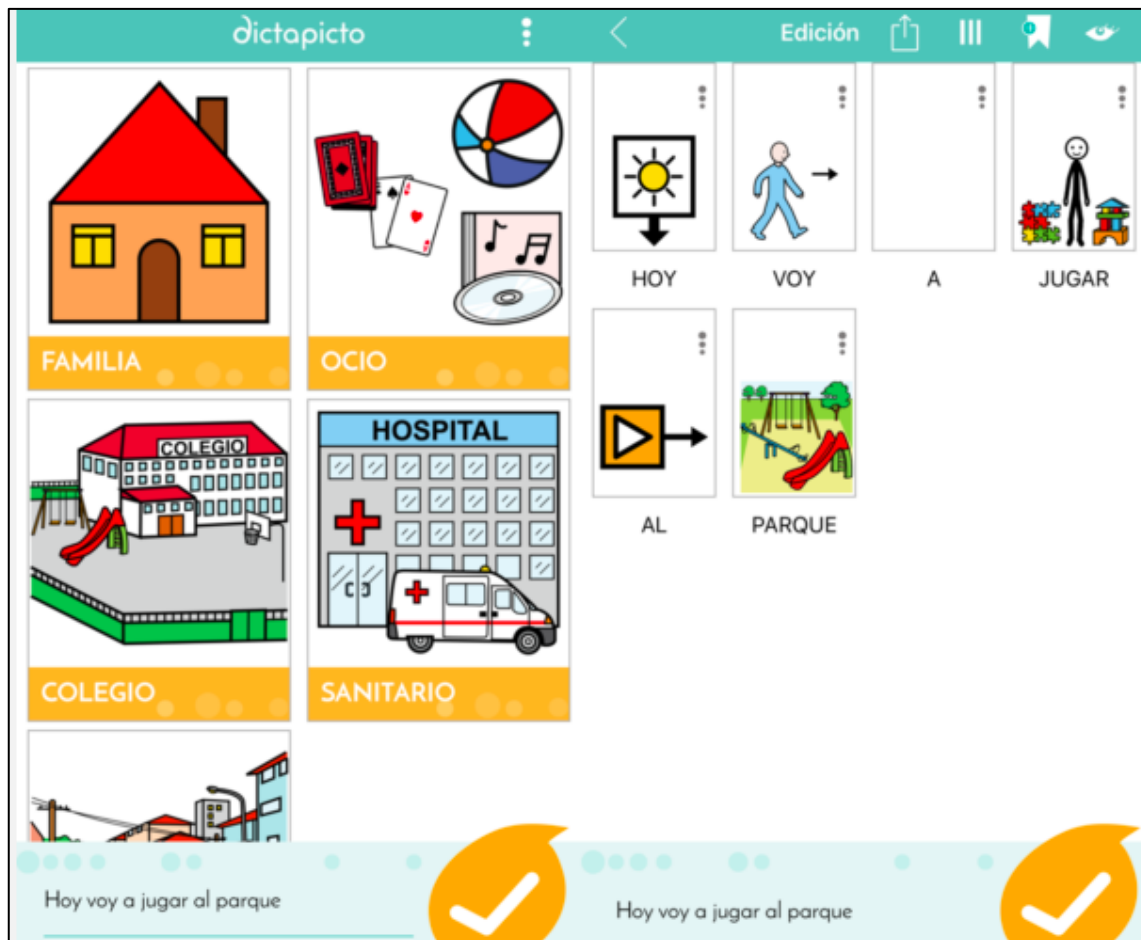 dictapicto
FAMILIA
OCIO
COLEGIO
COLEGIO
HOSPITAL
SANITARIO
Hoy voy a jugar al parque
Edición
HOY
VOY
A
JUGAR
AL
PARQUE
Hoy voy a jugar al parque